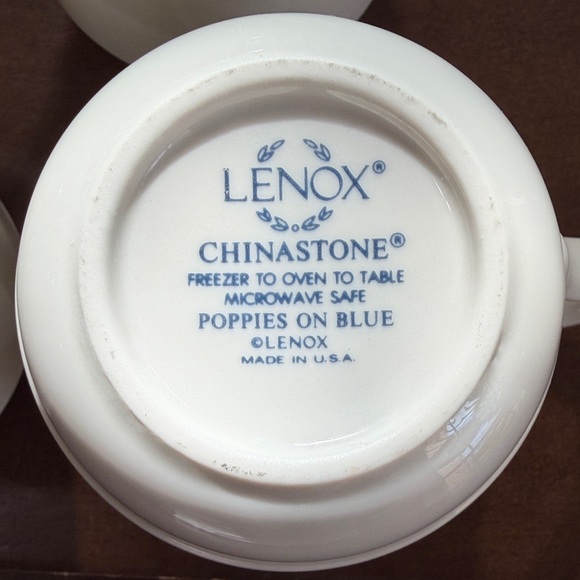 LENOX®
CHINASTONE®
FREEZER TO OVEN TO TABLE
MICROWAVE SAFE
POPPIES ON BLUE
©LENOX
MADE IN U.S.A.